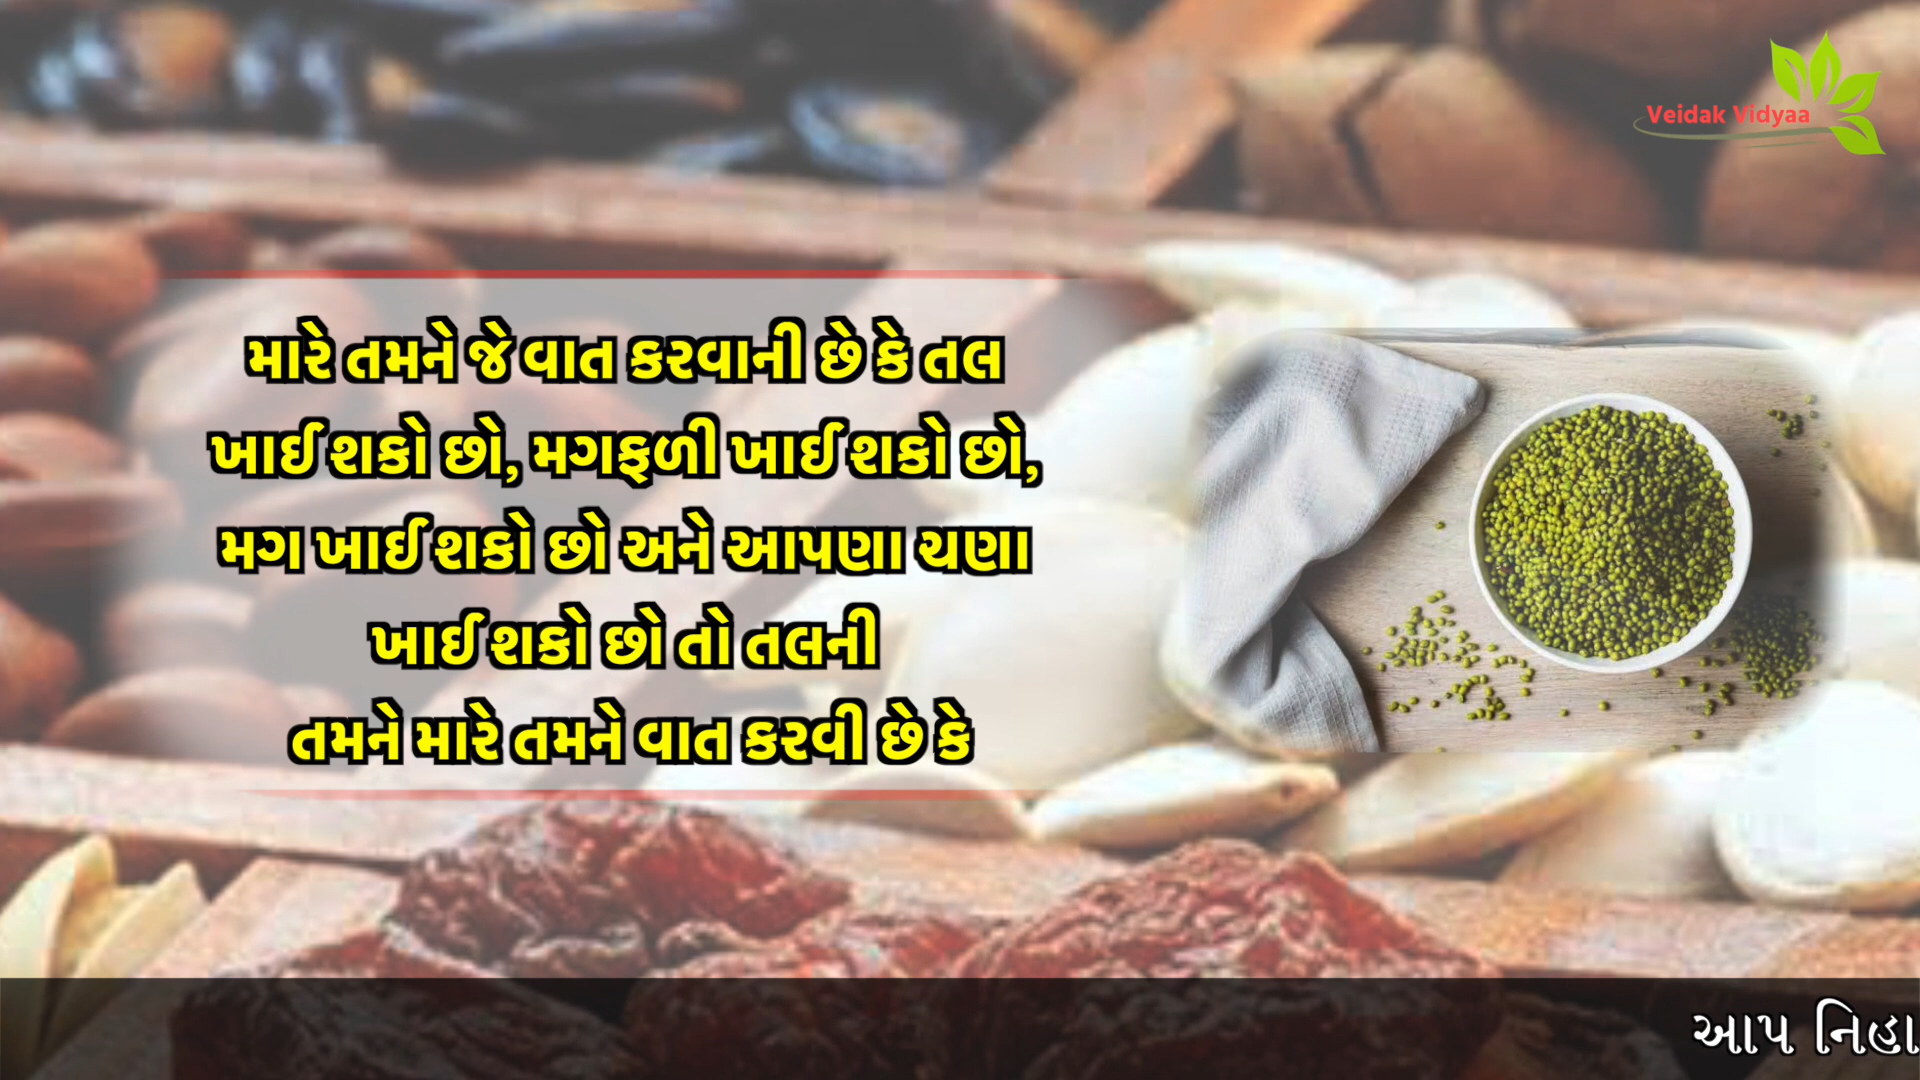 Veidak Vidyaa
મારે તમને જે વાત કરવાની છે કે તલ
ખાઈ શકો છો, મગફળી ખાઈ શકો છો,
મગ ખાઈ શકો છો અને આપણા ચણા
ખાઈ શકો છો તો તલની
તમને મારે તમને વાત કરવી છે કે
આપ નિહા